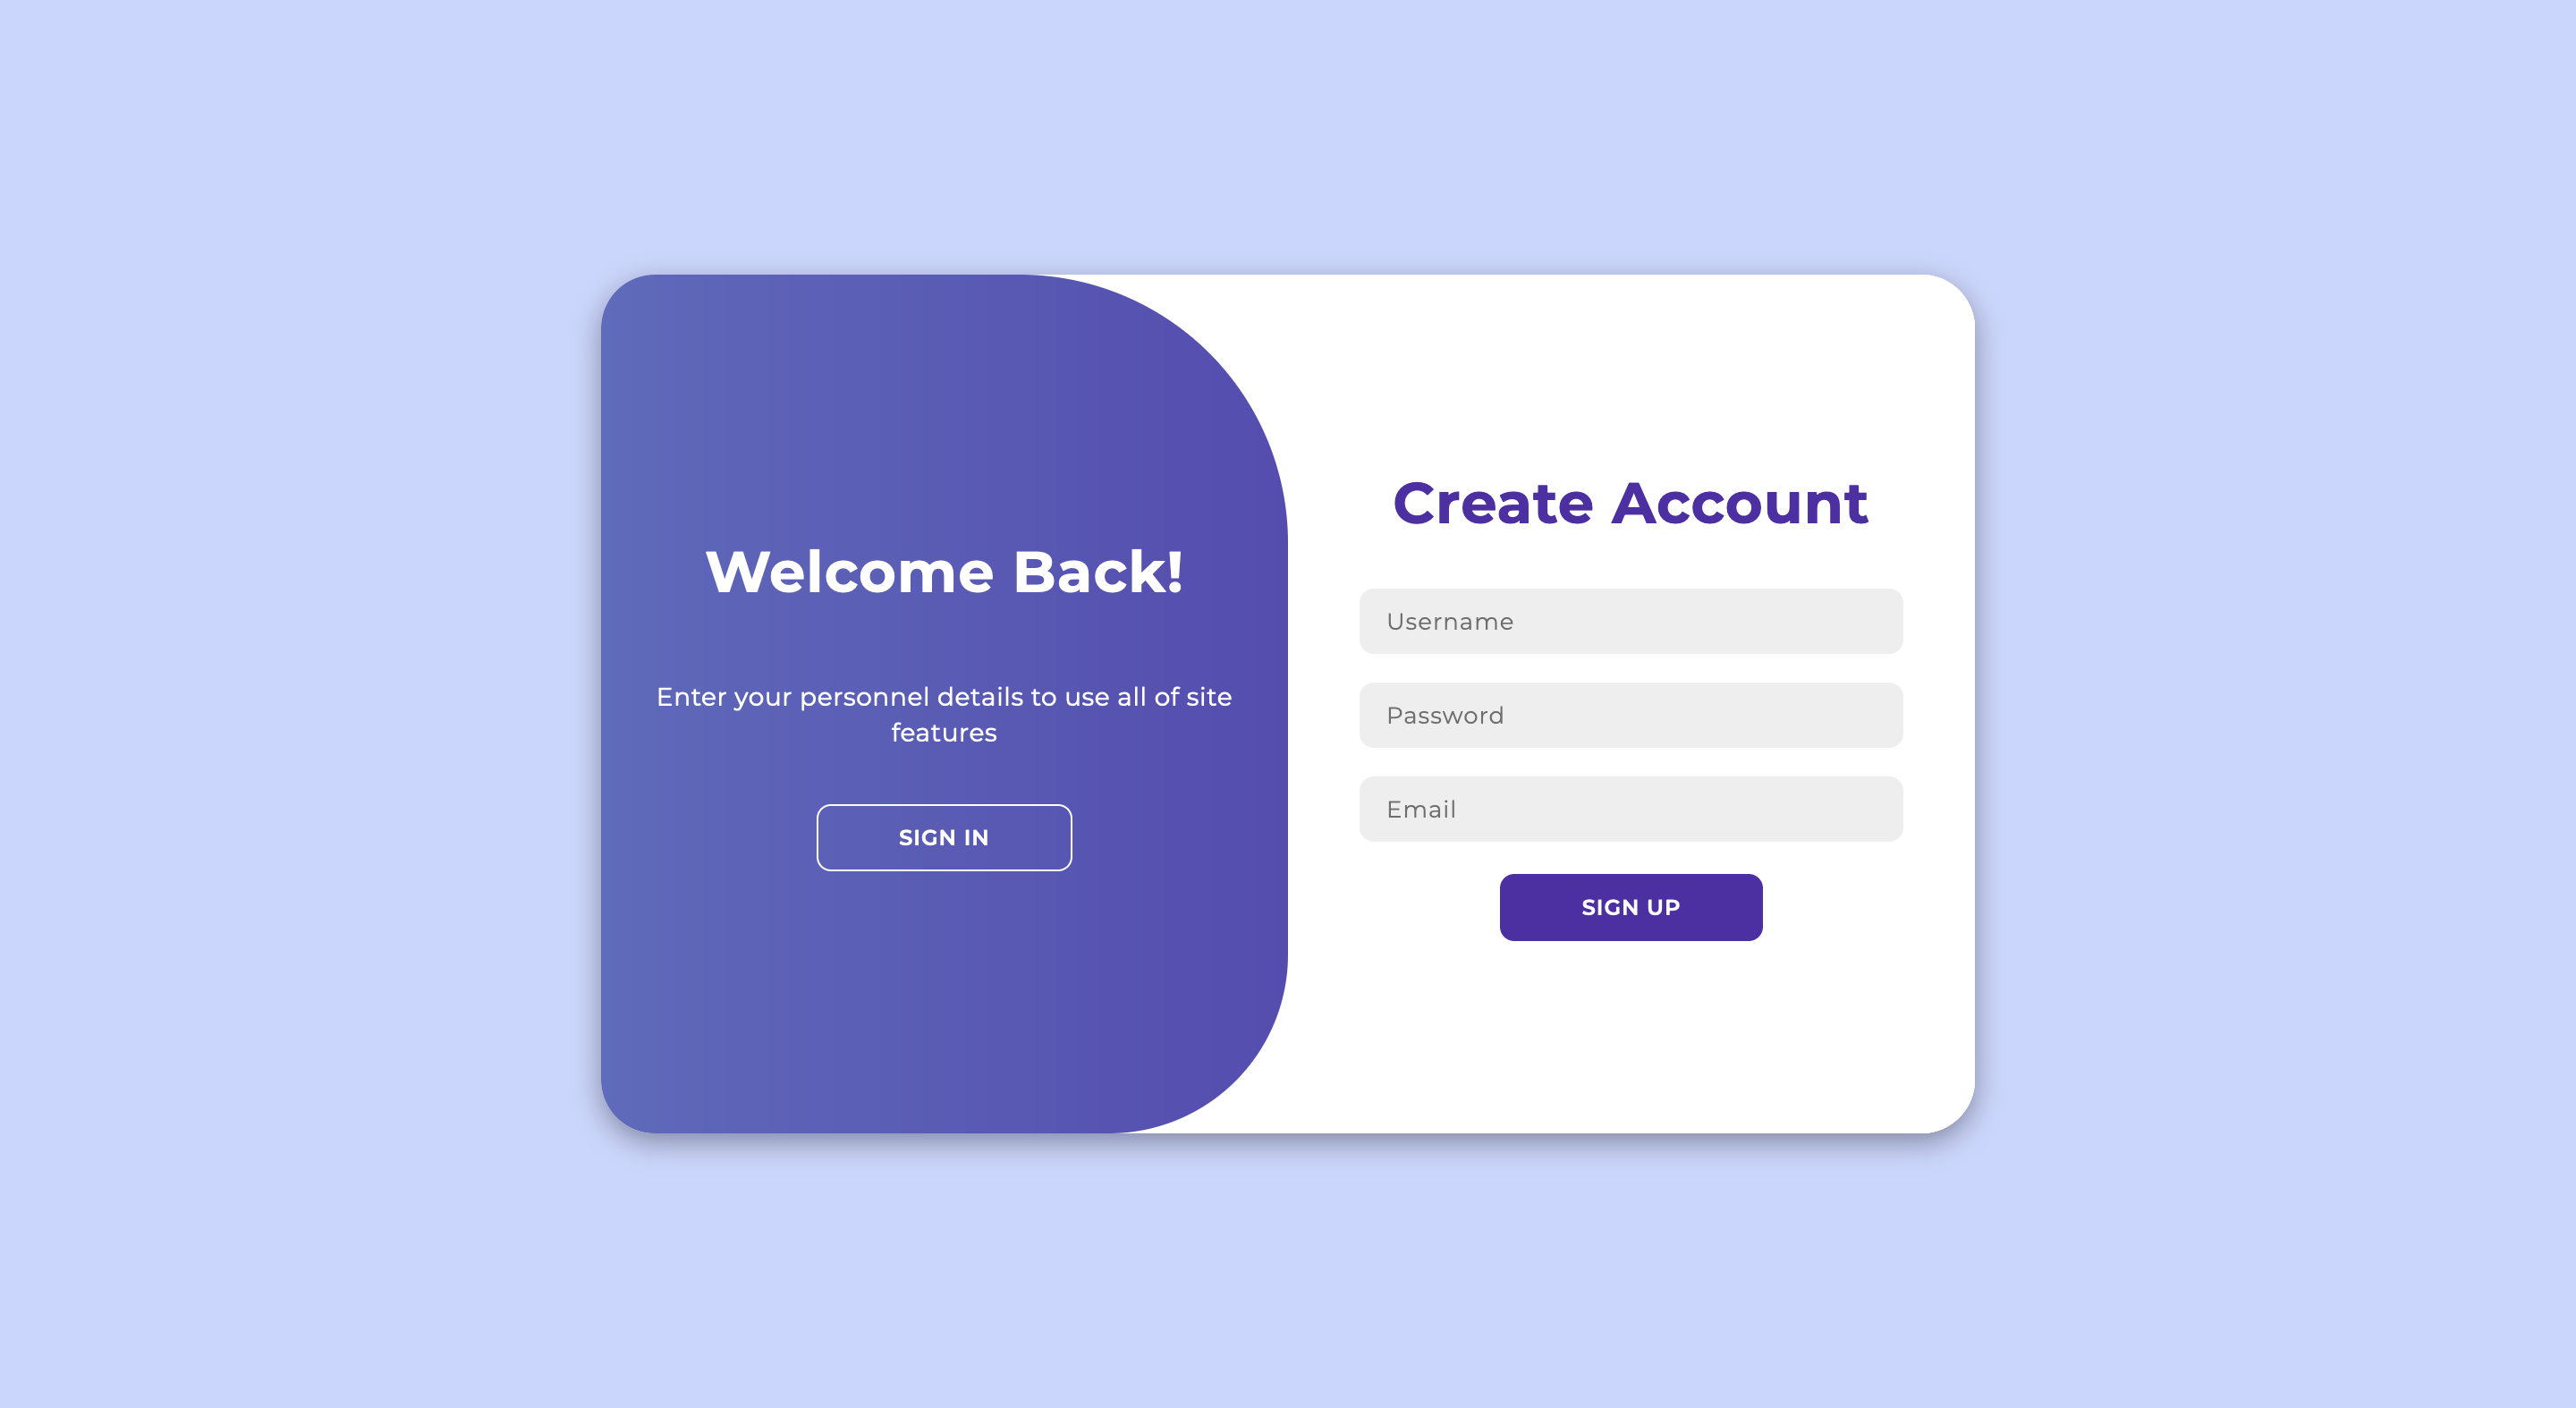 Welcome Back!
Enter your personnel details to use all of site
features
SIGN IN
Create Account
Username
Password
Email
SIGN UP